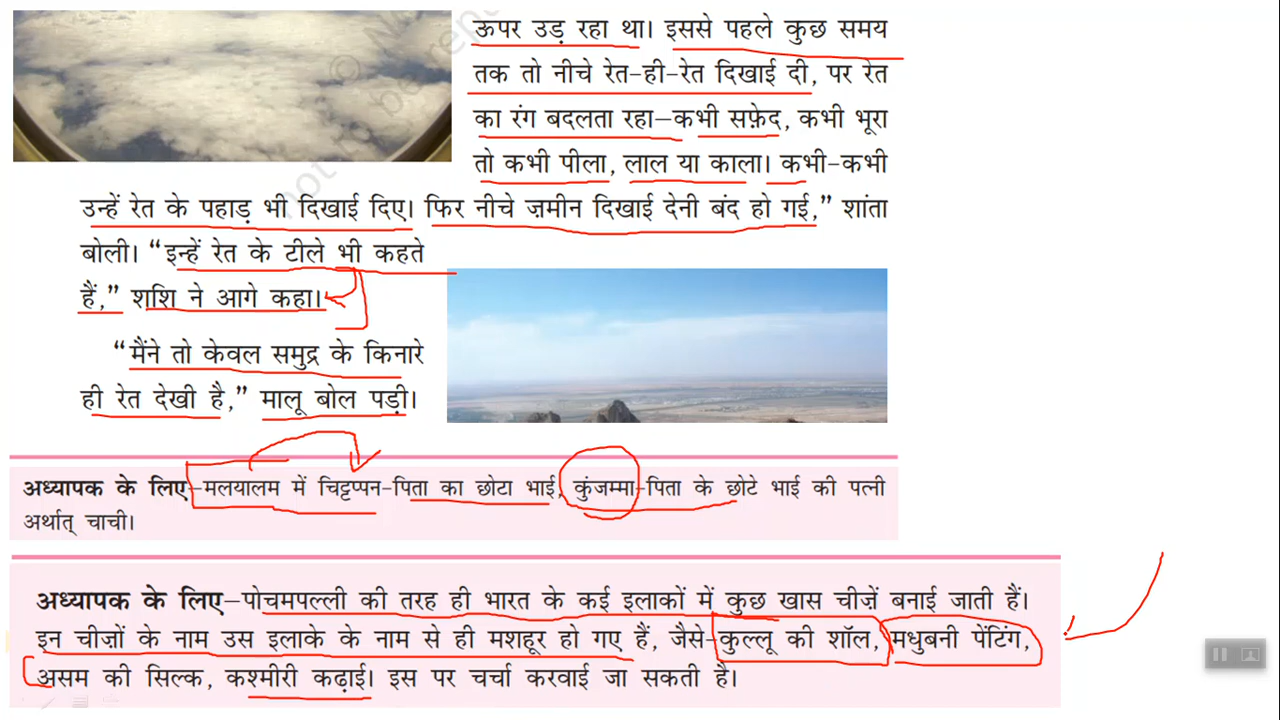 ऊपर उड़ रहा था। इससे पहले कुछ समय
तक तो नीचे रेत-ही-रेत दिखाई दी, पर रेत
का रंग बदलता रहा—कभी सफ़ेद, कभी भूरा
तो कभी पीला, लाल या काला। कभी-कभी
उन्हें रेत के पहाड़ भी दिखाई दिए। फिर नीचे ज़मीन दिखाई देनी बंद हो गई,” शांता
बोली। “इन्हें रेत के टीले भी कहते
हैं,” शशि ने आगे कहा।
“मैंने तो केवल समुद्र के किनारे
ही रेत देखी है,” मालू बोल पड़ी।
अध्यापक के लिए—मलयालम में चिट्टप्पन-पिता का छोटा भाई, कुंजम्मा-पिता के छोटे भाई की पत्नी
अर्थात् चाची।
अध्यापक के लिए—पोचमपल्ली की तरह ही भारत के कई इलाकों में कुछ खास चीज़ें बनाई जाती हैं।
इन चीज़ों के नाम उस इलाके के नाम से ही मशहूर हो गए हैं, जैसे-कुल्लू की शॉल, मधुबनी पेंटिंग,
असम की सिल्क, कश्मीरी कढ़ाई। इस पर चर्चा करवाई जा सकती है।